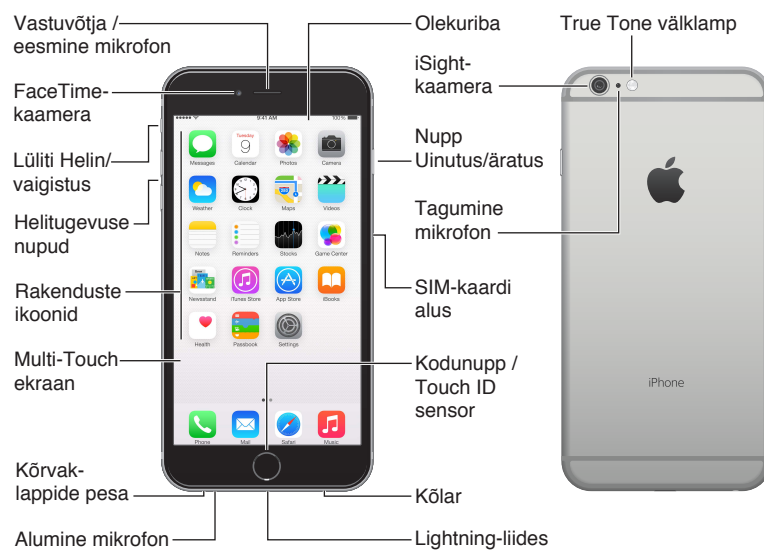 Vastuvõtja /
eesmine mikrofon
FaceTime-
kaamera
Lüliti Helin/
vaigistus
Helitugevuse
nupud
Rakenduste
ikoonid
Multi-Touch
ekraan
Kõrvak-
lappide pesa
Alumine mikrofon
9:41 AM
100%
Tuesday
9
Messages
Calendar
Photos
Camera
280
Weather
Clock
Maps
Videos
Notes
Reminders
Stocks
Game Center
Newsstand
iTunes Store
App Store
iBooks
Health
Passbook
Settings
Phone
Mail
Safari
Music
Olekuriba
Nupp
Uinutus/äratus
SIM-kaardi
alus
Kodunupp /
Touch ID
sensor
Kõlar
Lightning-liides
True Tone välklamp
iSight-
kaamera
Tagumine
mikrofon
iPhone